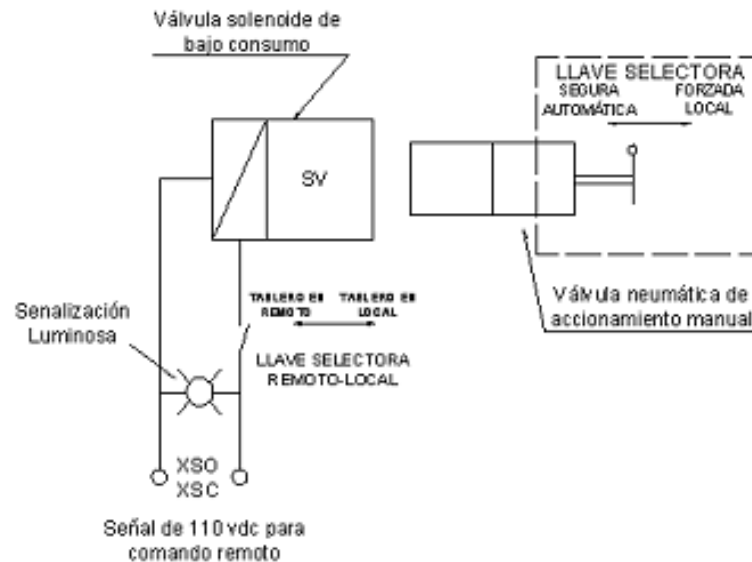 Válvula solenoide de
bajo consumo
LLAVE SELECTORA
SEGURA FORZADA
AUTOMÁTICA LOCAL
SV
TABLERO EN TABLERO EN
REMOTO LOCAL
Senalización
Luminosa
LLAVE SELECTORA
REMOTO-LOCAL
Válvula neumática de
accionamiento manual
XSO
XSC
Señal de 110 vdc para
comando remoto